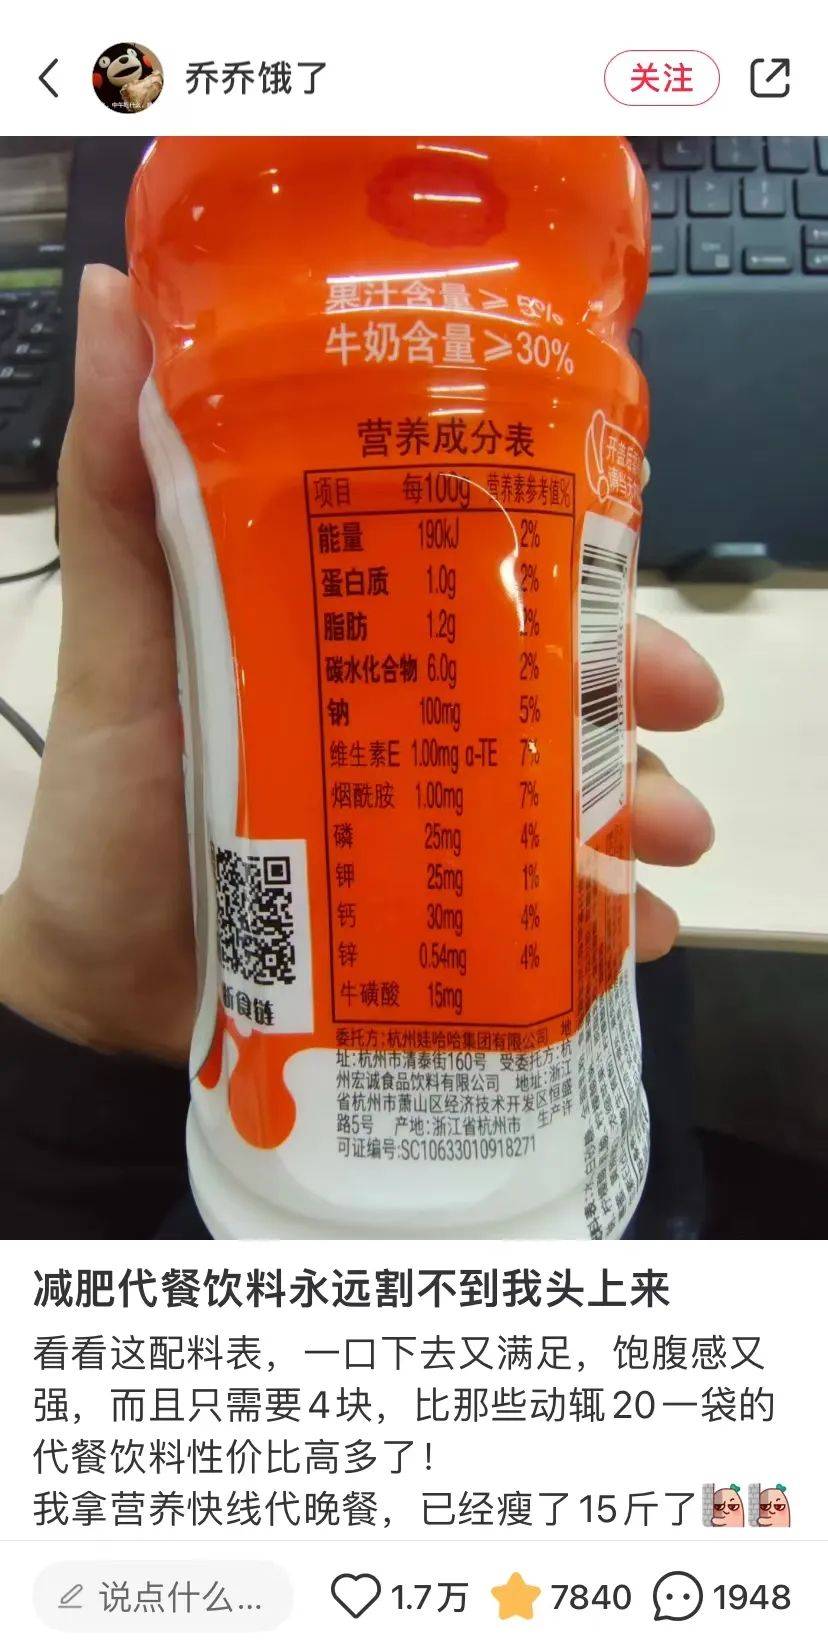 乔乔饿了
关注
果汁含量≥5%
牛奶含量≥30%
营养成分表
项目 每100g 营养素参考值%
能量 190kJ 2%
蛋白质 1.0g 2%
脂肪 1.2g 2%
碳水化合物 6.0g 2%
钠 100mg 5%
维生素E 1.00mg α-TE 7%
烟酰胺 1.00mg 7%
磷 25mg 4%
钾 25mg 1%
钙 30mg 4%
锌 0.54mg 4%
牛磺酸 15mg
委托方:杭州娃哈哈集团有限公司 地
址:杭州市清泰街160号 受委托方:杭
州宏诚食品饮料有限公司 地址:浙江
省杭州市萧山区经济技术开发区恒盛
路5号 产地:浙江省杭州市 生产许
可证编号:SC10633010918271
食链
减肥代餐饮料永远割不到我头上来
看看这配料表，一口下去又满足，饱腹感又
强，而且只需要4块，比那些动辄20一袋的
代餐饮料性价比高多了！
我拿营养快线代晚餐，已经瘦了15斤了
说点什么...
1.7万
7840
1948